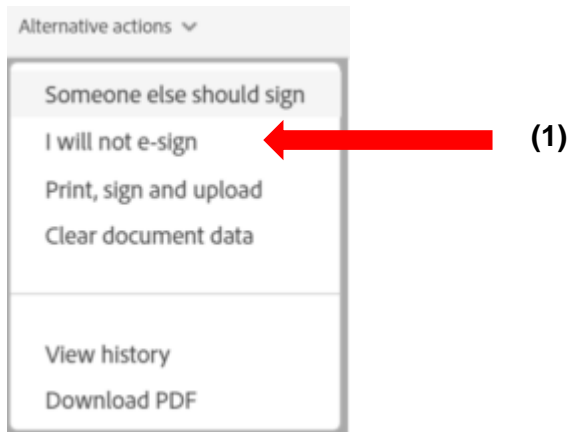 Alternative actions
Someone else should sign
I will not e-sign
(1)
Print, sign and upload
Clear document data
View history
Download PDF